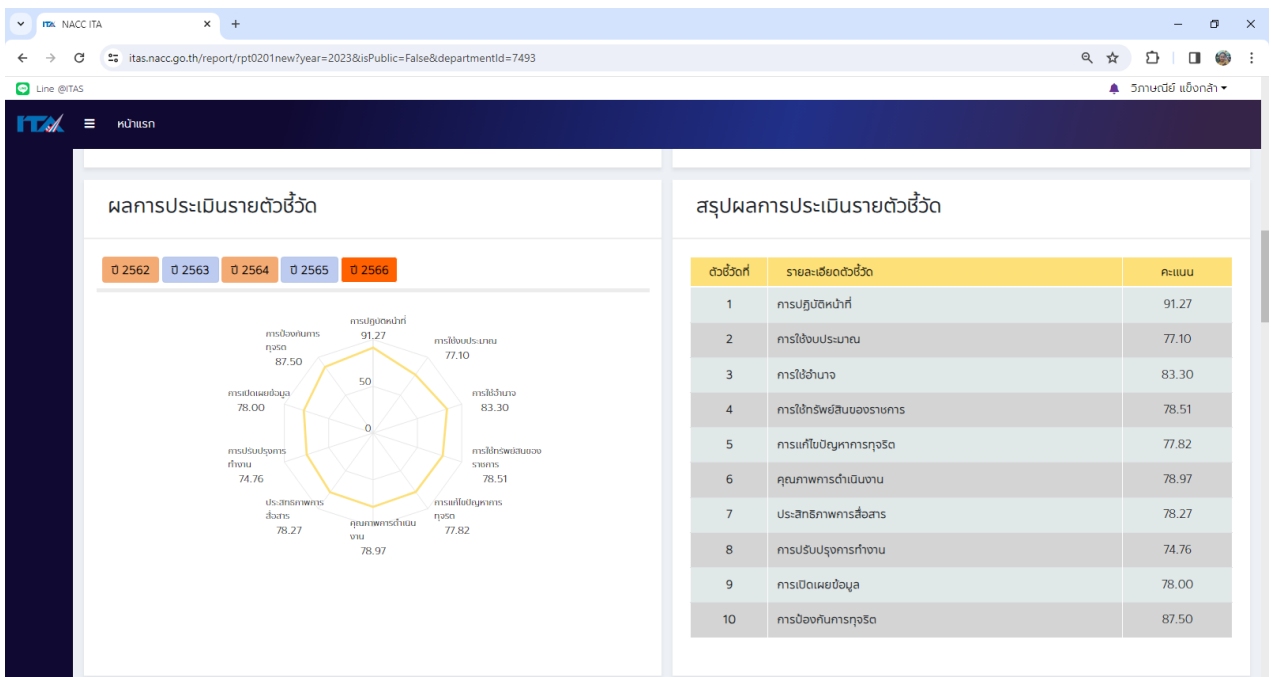 ITA NACC ITA
itas.nacc.go.th/report/rpt0201new?year=2023&isPublic=False&departmentId=7493
Line @ITAS
วิภาษณีย์ แข็งกล้า
ITA หน้าแรก
ผลการประเมินรายตัวชี้วัด
ปี 2562 ปี 2563 ปี 2564 ปี 2565 ปี 2566
การปฏิบัติหน้าที่
91.27
การใช้งบประมาณ
77.10
การใช้อำนาจ
83.30
การใช้ทรัพย์สินของ
ราชการ
78.51
การแก้ไขปัญหาการ
ทุจริต
77.82
คุณภาพการดำเนิน
งาน
78.97
ประสิทธิภาพการ
สื่อสาร
78.27
การปรับปรุงการ
ทำงาน
74.76
การเปิดเผยข้อมูล
78.00
การป้องกันการ
ทุจริต
87.50
50
0
สรุปผลการประเมินรายตัวชี้วัด
ตัวชี้วัดที่ รายละเอียดตัวชี้วัด คะแนน
1 การปฏิบัติหน้าที่ 91.27
2 การใช้งบประมาณ 77.10
3 การใช้อำนาจ 83.30
4 การใช้ทรัพย์สินของราชการ 78.51
5 การแก้ไขปัญหาการทุจริต 77.82
6 คุณภาพการดำเนินงาน 78.97
7 ประสิทธิภาพการสื่อสาร 78.27
8 การปรับปรุงการทำงาน 74.76
9 การเปิดเผยข้อมูล 78.00
10 การป้องกันการทุจริต 87.50